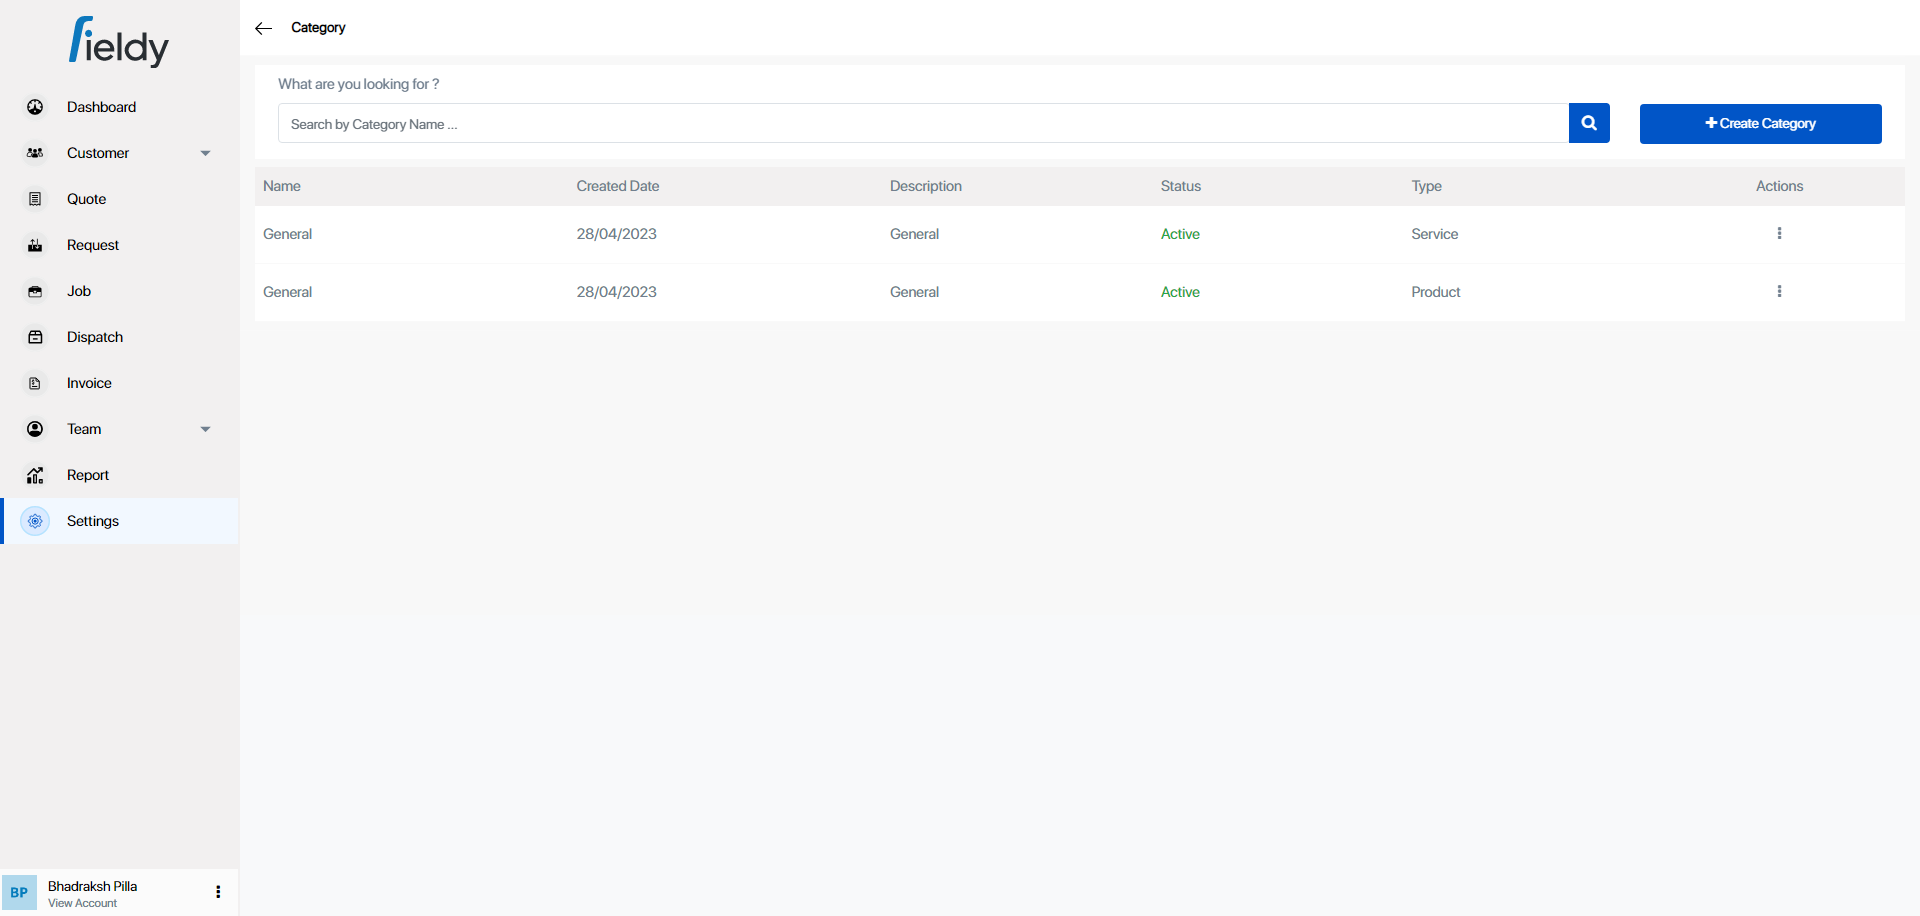 fieldy
Dashboard
Customer
Quote
Request
Job
Dispatch
Invoice
Team
Report
Settings
BP
Bhadraksh Pilla
View Account
Category
What are you looking for ?
Search by Category Name ...
Create Category
Name Created Date Description Status Type Actions
General 28/04/2023 General Active Service
General 28/04/2023 General Active Product